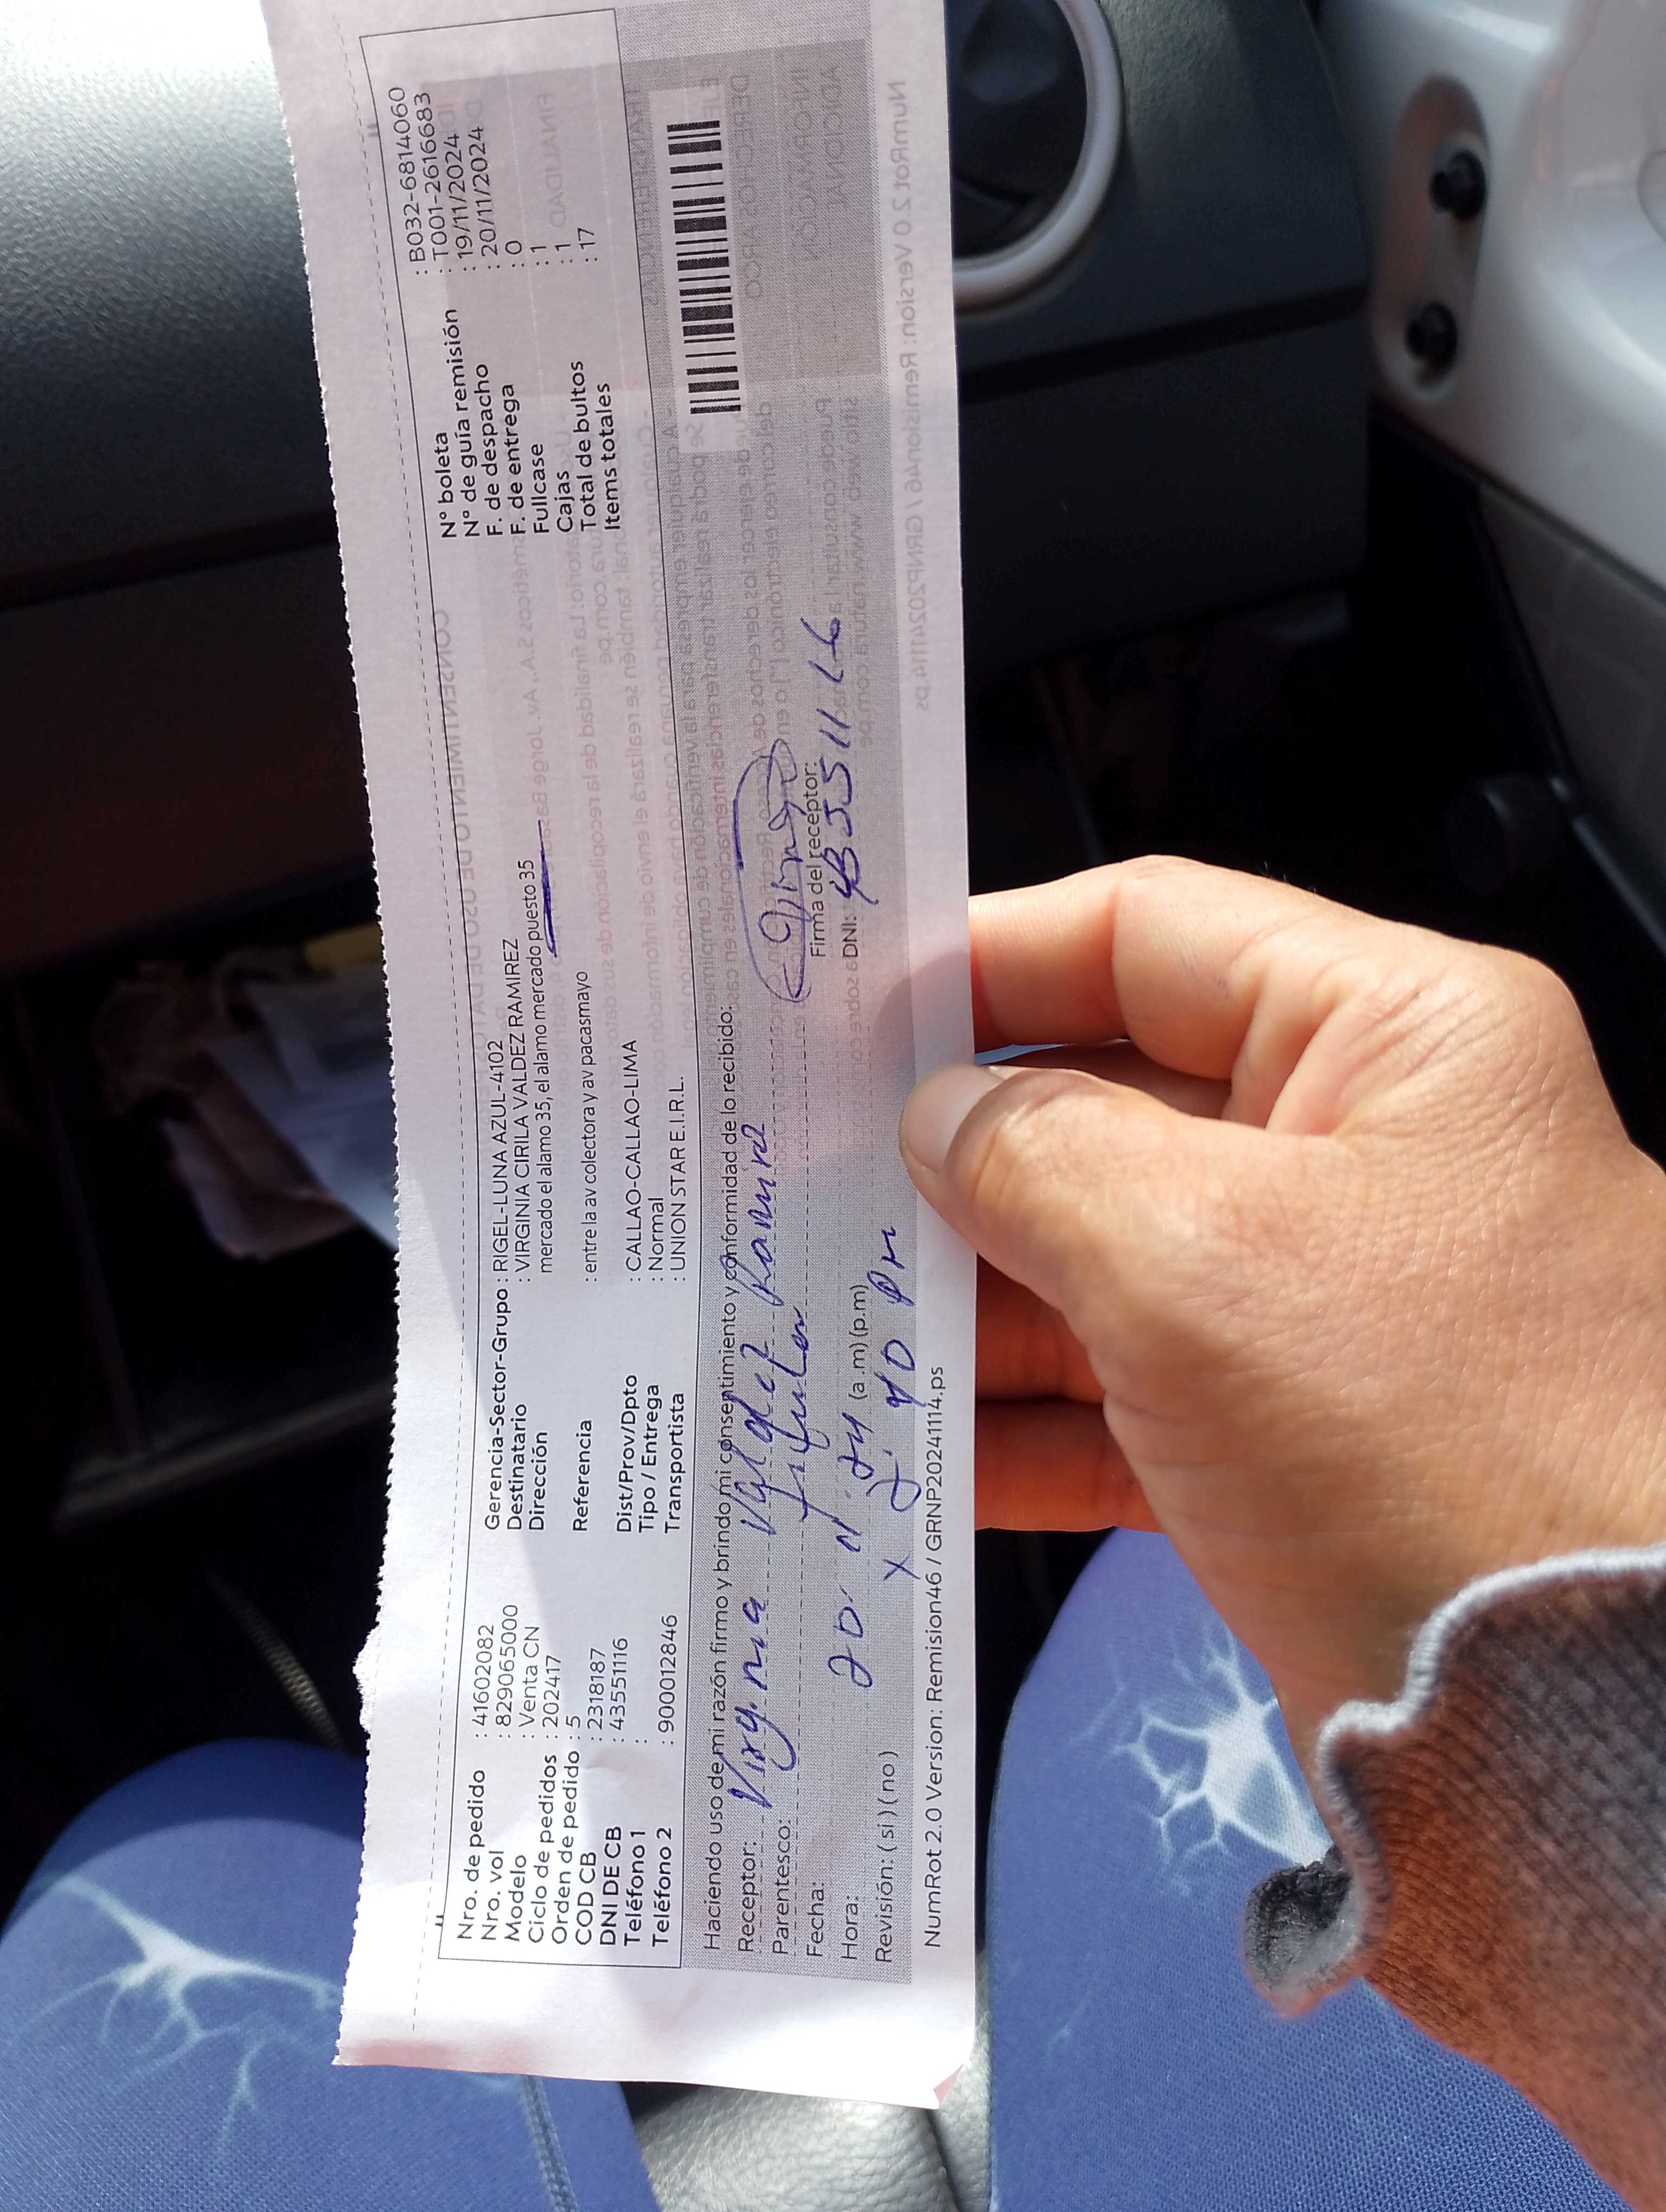 Nro. de pedido : 41602082
Nro. vol : 829065000
Modelo : Venta CN
Ciclo de pedidos : 202417
Orden de pedido : 5
COD CB : 2318187
DNI DE CB : 43551116
Teléfono 1 :
Teléfono 2 : 900012846
Gerencia-Sector-Grupo : RIGEL-LUNA AZUL-4102
Destinatario : VIRGINIA CIRILA VALDEZ RAMIREZ
Dirección mercado el alamo 35, el alamo mercado puesto 35
Referencia : entre la av colectora y av pacasmayo
Dist/Prov/Dpto : CALLAO-CALLAO-LIMA
Tipo / Entrega : Normal
Transportista : UNION STAR E.I.R.L.
N° boleta : B032-6814060
N° de guía remisión : T001-2616683
F. de despacho : 19/11/2024
F. de entrega : 20/11/2024
Fullcase : 0
Cajas : 1
Total de bultos : 1
Items totales : 17
Haciendo uso de mi razón firmo y brindo mi consentimiento y conformidad de lo recibido:
Receptor: Virginia Valdez Ramirez
Parentesco: titular
Fecha: 20 11 24
Hora: (a.m) (p.m)
Revisión: (si) (no) X 2:40 Pm
Firma del receptor:
DNI: 43551116
NumRot 2.0 Version: Remision46 / GRNP20241114.ps